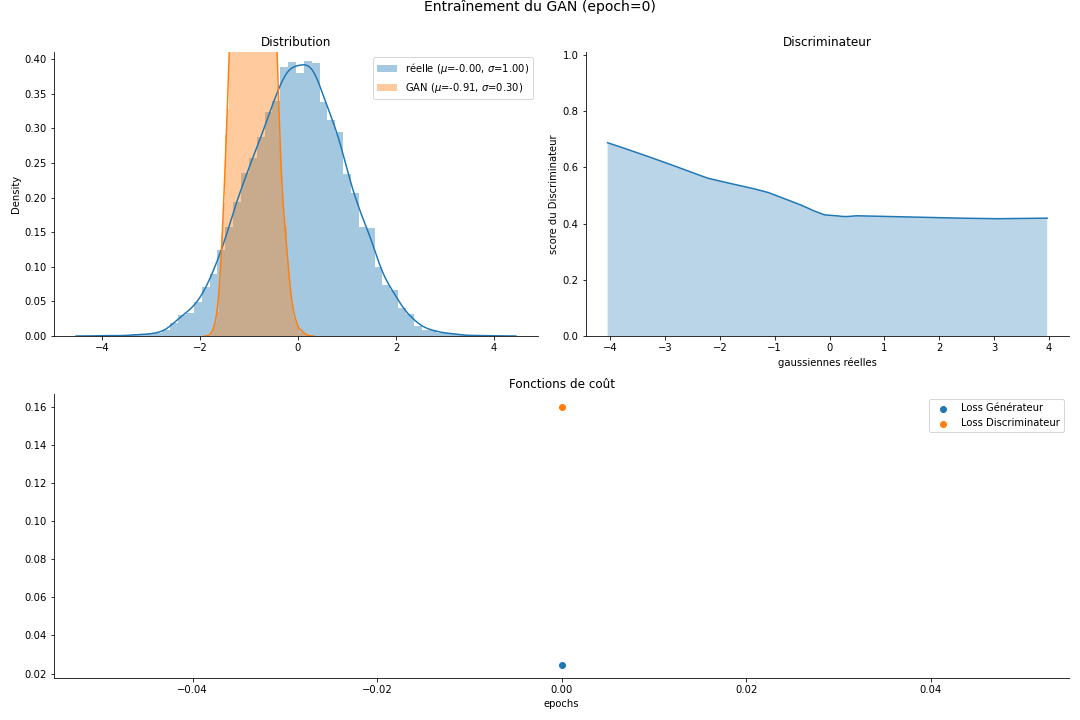 Entraînement du GAN (epoch=0)
Distribution
réelle (μ=-0.00, σ=1.00)
GAN (μ=-0.91, σ=0.30)
Density
0.40
0.35
0.30
0.25
0.20
0.15
0.10
0.05
0.00
−4 −2 0 2 4
Discriminateur
score du Discriminateur
1.0
0.8
0.6
0.4
0.2
0.0
−4 −3 −2 −1 0 1 2 3 4
gaussiennes réelles
Fonctions de coût
Loss Générateur
Loss Discriminateur
0.16
0.14
0.12
0.10
0.08
0.06
0.04
0.02
−0.04 −0.02 0.00 0.02 0.04
epochs